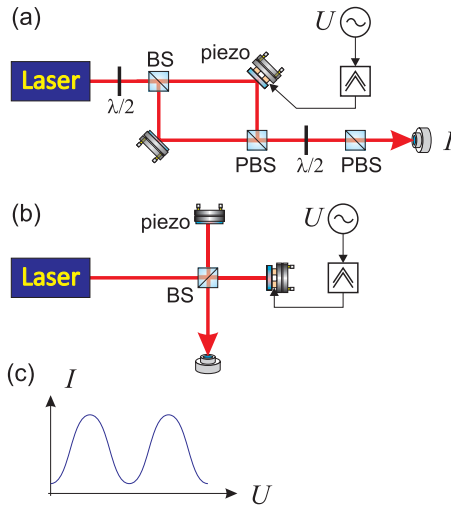 (a)
BS
piezo
U
Laser
λ/2
PBS
λ/2
PBS
I
(b)
piezo
U
Laser
BS
(c)
I
U